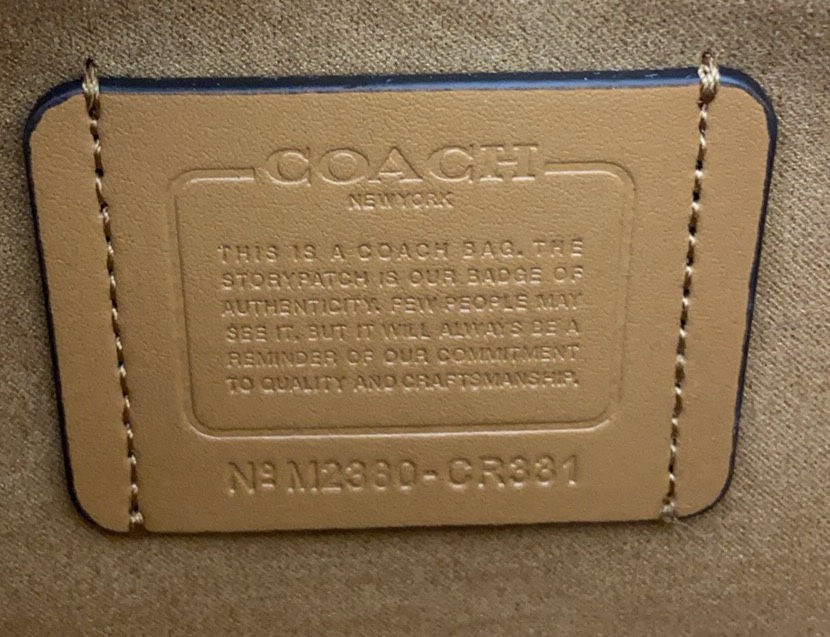 COACH
NEW YORK
THIS IS A COACH BAG. THE
STORYPATCH IS OUR BADGE OF
AUTHENTICITY. FEW PEOPLE MAY
SEE IT, BUT IT WILL ALWAYS BE A
REMINDER OF OUR COMMITMENT
TO QUALITY AND CRAFTSMANSHIP.
Nº M2380-CR331